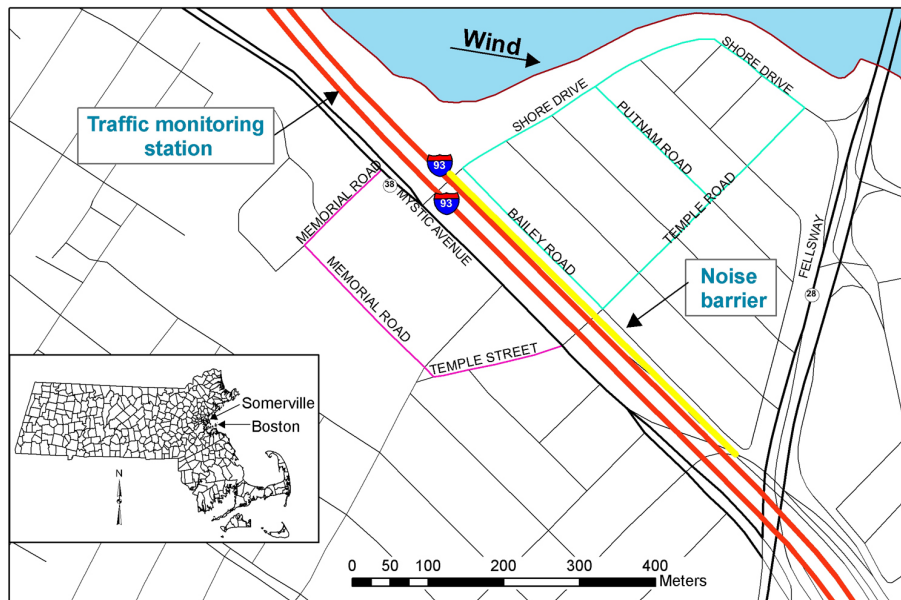 Wind
SHORE DRIVE
SHORE DRIVE
Traffic monitoring
station
PUTNAM ROAD
93
93
38
MEMORIAL ROAD
MYSTIC AVENUE
BAILEY ROAD
TEMPLE ROAD
FELLSWAY
28
MEMORIAL ROAD
Noise
barrier
TEMPLE STREET
Somerville
Boston
N
0 50 100 200 300 400
Meters